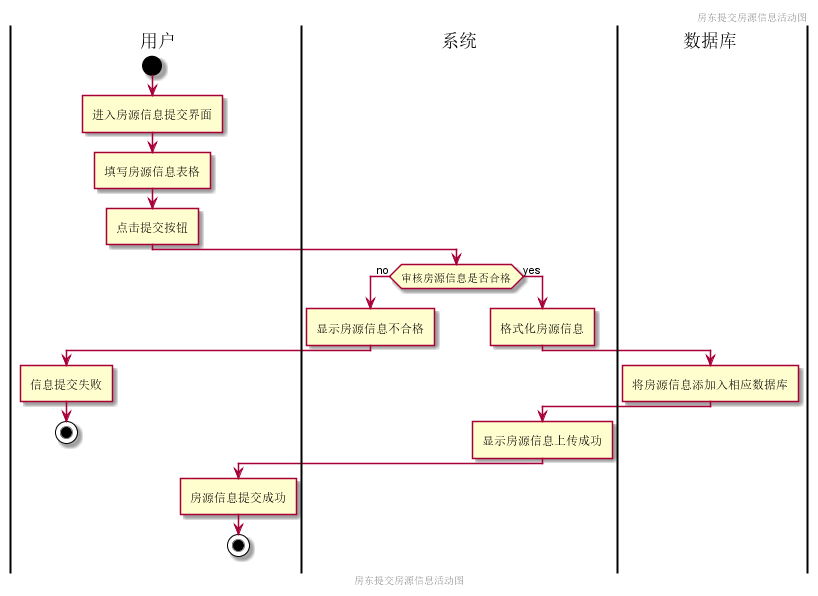 房东提交房源信息活动图
用户
系统
数据库
进入房源信息提交界面
填写房源信息表格
点击提交按钮
no
审核房源信息是否合格
yes
显示房源信息不合格
格式化房源信息
信息提交失败
将房源信息添加入相应数据库
显示房源信息上传成功
房源信息提交成功
房东提交房源信息活动图